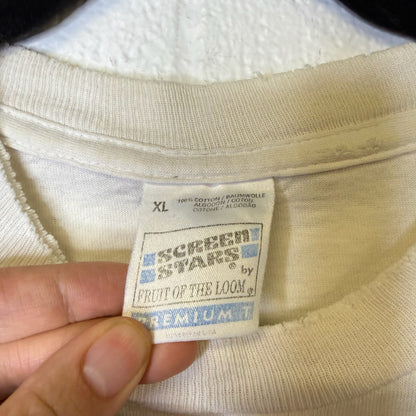 XL
100% COTTON / BAUMWOLLE
ALGODON / COTON
COTONE / ALGODAO
SCREEN
STARS®
by
FRUIT OF THE LOOM®
PREMIUM T